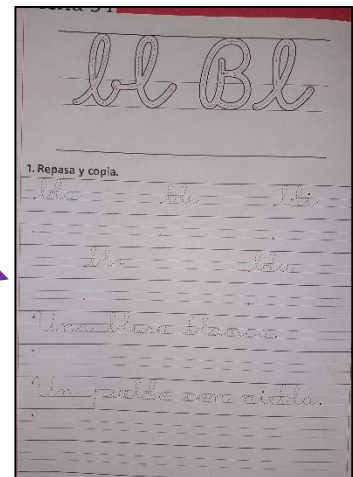 bl Bl
1. Repasa y copia.
bla ble bli
blo blu
Una blusa blanca.
Un pueblo con niebla.